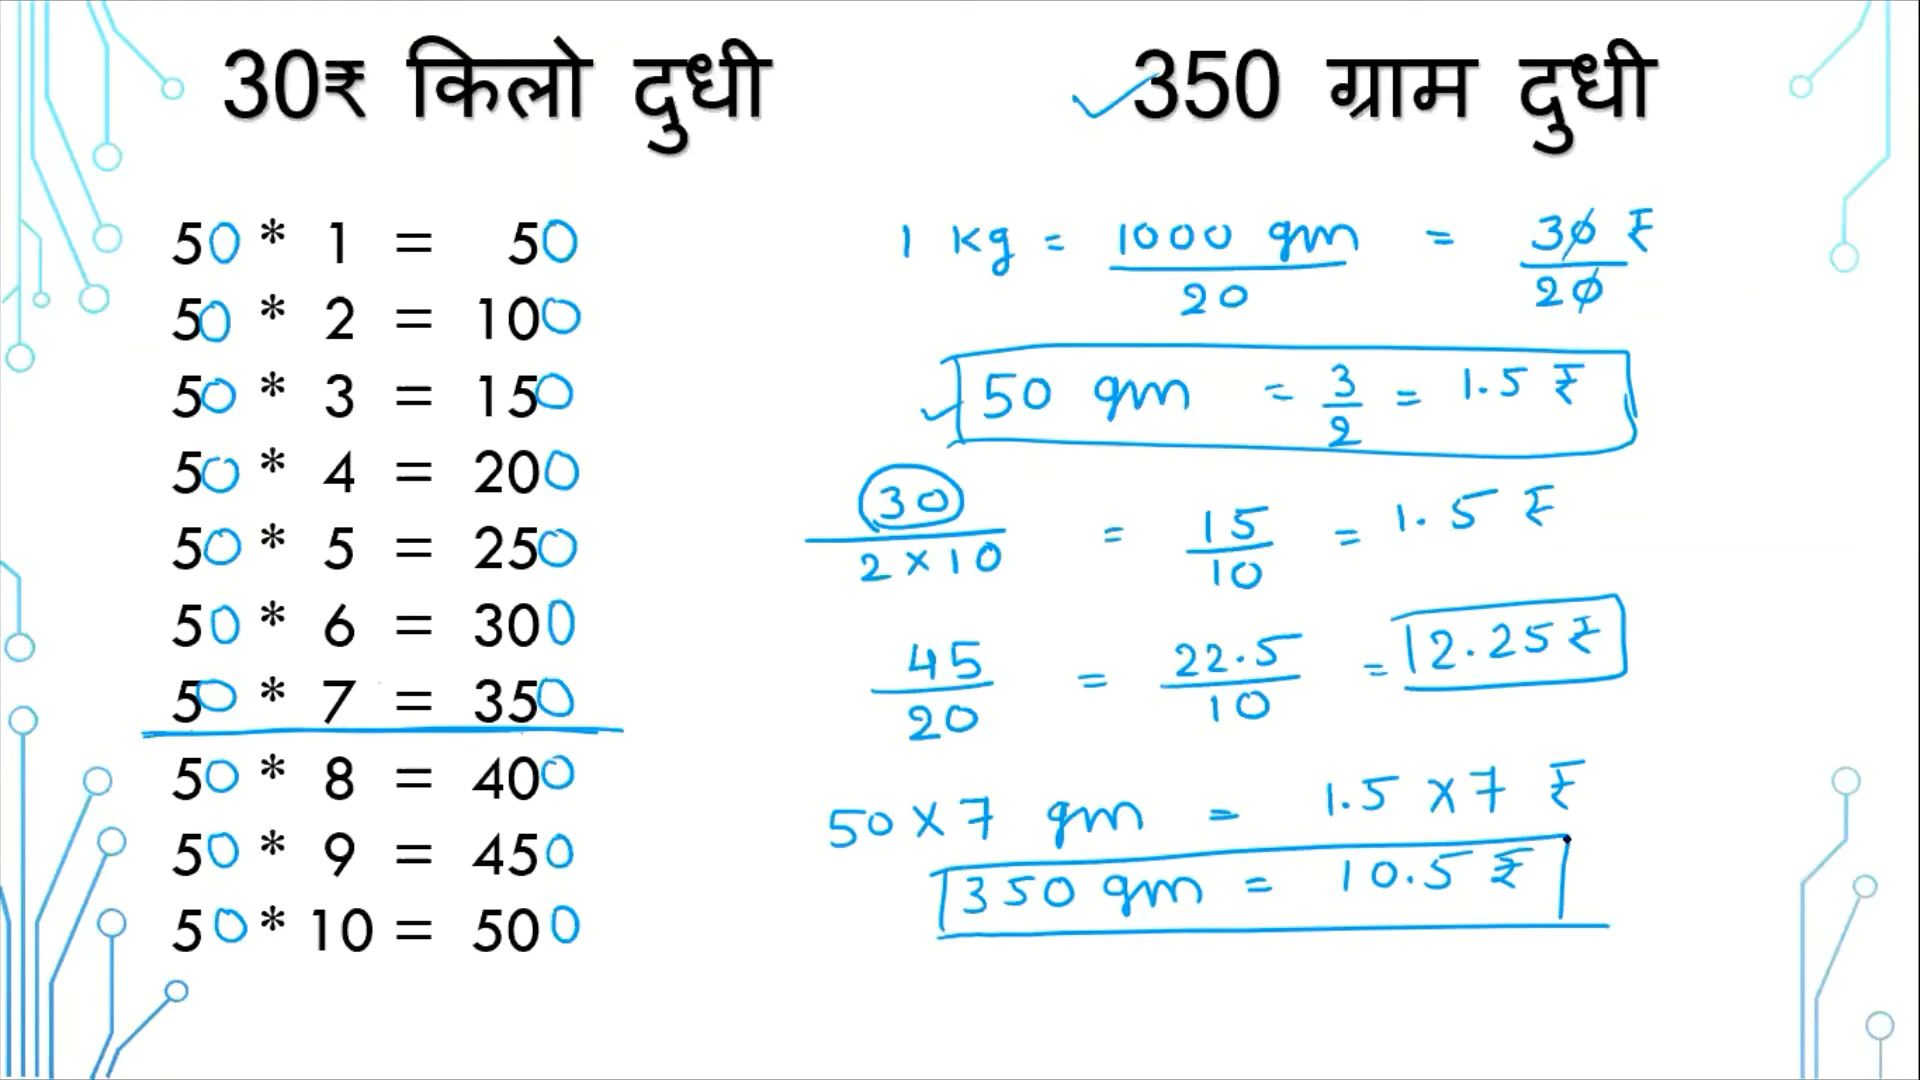 30₹ किलो दुधी
✓350 ग्राम दुधी
50 * 1 = 50
50 * 2 = 100
50 * 3 = 150
50 * 4 = 200
50 * 5 = 250
50 * 6 = 300
50 * 7 = 350
50 * 8 = 400
50 * 9 = 450
50 * 10 = 500
1 kg = 1000 gm / 20 = 30 ₹ / 20
✓ 50 gm = 3/2 = 1.5 ₹
30 / 2 × 10 = 15/10 = 1.5 ₹
45/20 = 22.5/10 = 2.25 ₹
50 × 7 gm = 1.5 × 7 ₹
350 gm = 10.5 ₹